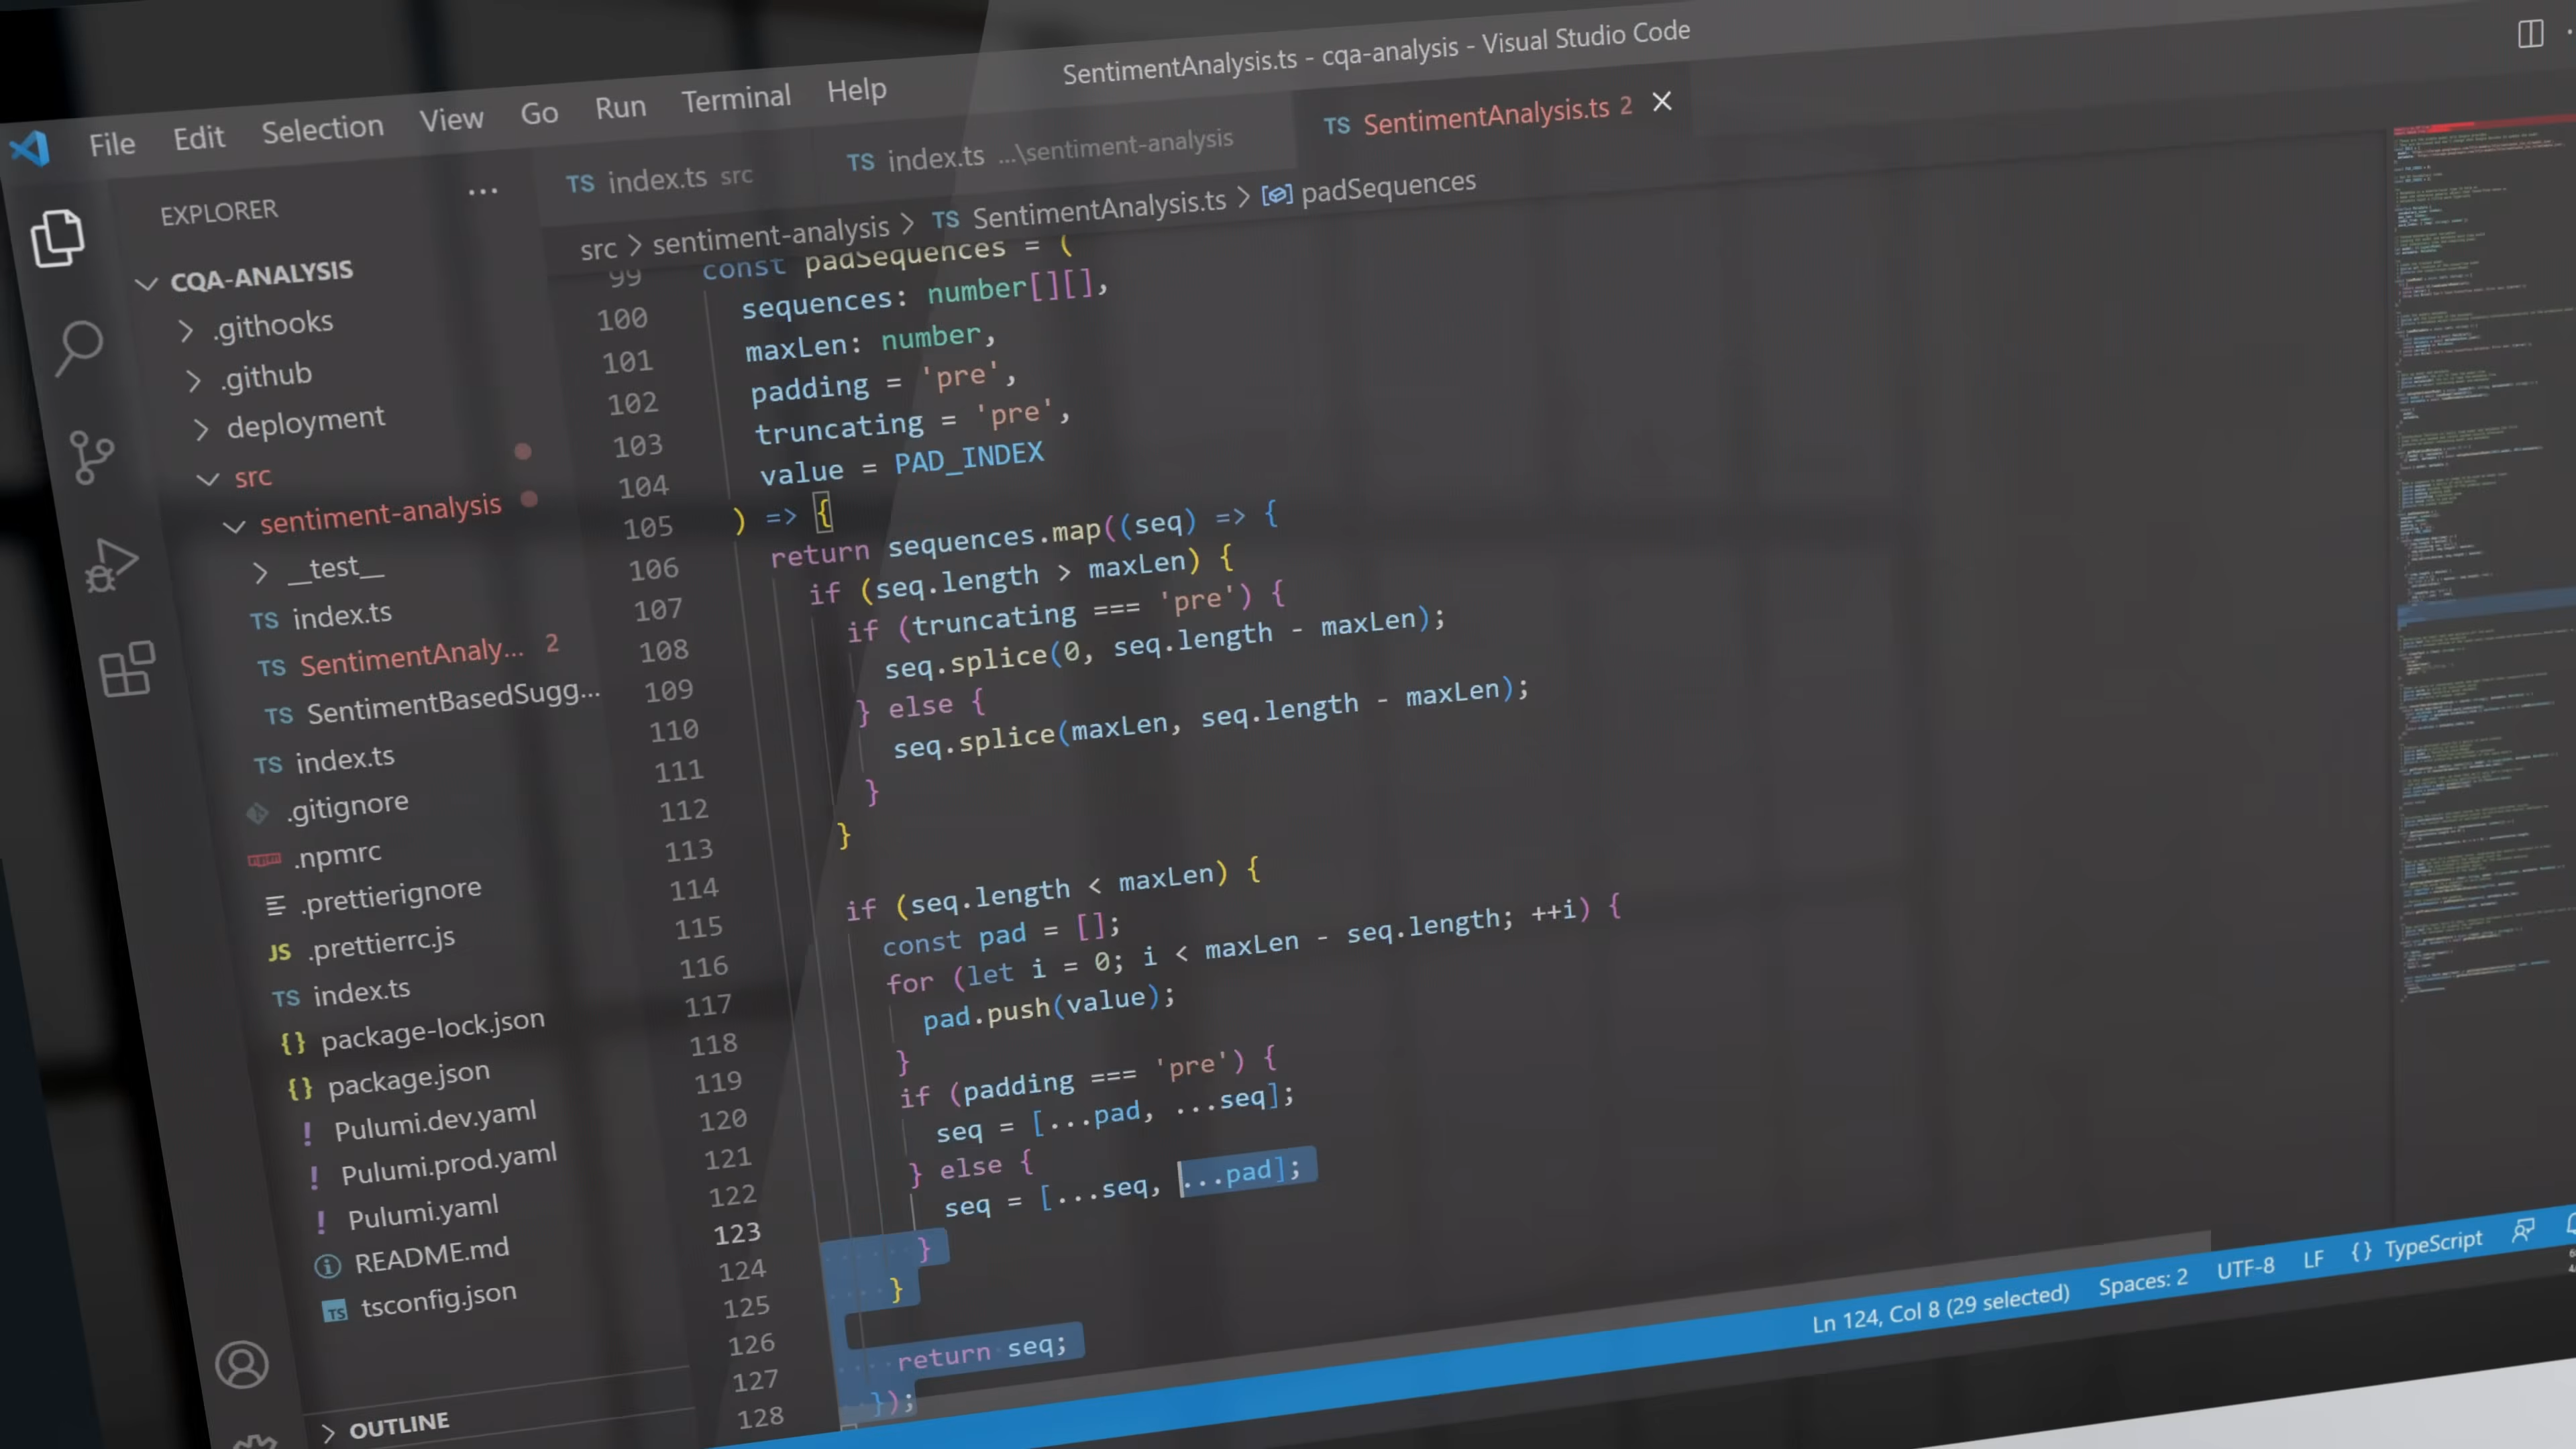 File Edit Selection View Go Run Terminal Help
SentimentAnalysis.ts - cqa-analysis - Visual Studio Code
EXPLORER
...
CQA-ANALYSIS
.githooks
.github
deployment
src
sentiment-analysis
__test__
TS index.ts
TS SentimentAnaly... 2
TS SentimentBasedSugg...
TS index.ts
.gitignore
npm .npmrc
.prettierignore
JS .prettierrc.js
TS index.ts
{} package-lock.json
{} package.json
! Pulumi.dev.yaml
! Pulumi.prod.yaml
! Pulumi.yaml
README.md
TS tsconfig.json
OUTLINE
TS index.ts src
TS index.ts ...\sentiment-analysis
TS SentimentAnalysis.ts 2
src > sentiment-analysis > TS SentimentAnalysis.ts > padSequences
99
100
101
102
103
104
105
106
107
108
109
110
111
112
113
114
115
116
117
118
119
120
121
122
123
124
125
126
127
128
const padSequences = (
sequences: number[][],
maxLen: number,
padding = 'pre',
truncating = 'pre',
value = PAD_INDEX
) => {
return sequences.map((seq) => {
if (seq.length > maxLen) {
if (truncating === 'pre') {
seq.splice(0, seq.length - maxLen);
} else {
seq.splice(maxLen, seq.length - maxLen);
}
}
if (seq.length < maxLen) {
const pad = [];
for (let i = 0; i < maxLen - seq.length; ++i) {
pad.push(value);
}
if (padding === 'pre') {
seq = [...pad, ...seq];
} else {
seq = [...seq, ...pad];
}
}
return seq;
});
Ln 124, Col 8 (29 selected) Spaces: 2 UTF-8 LF {} TypeScript